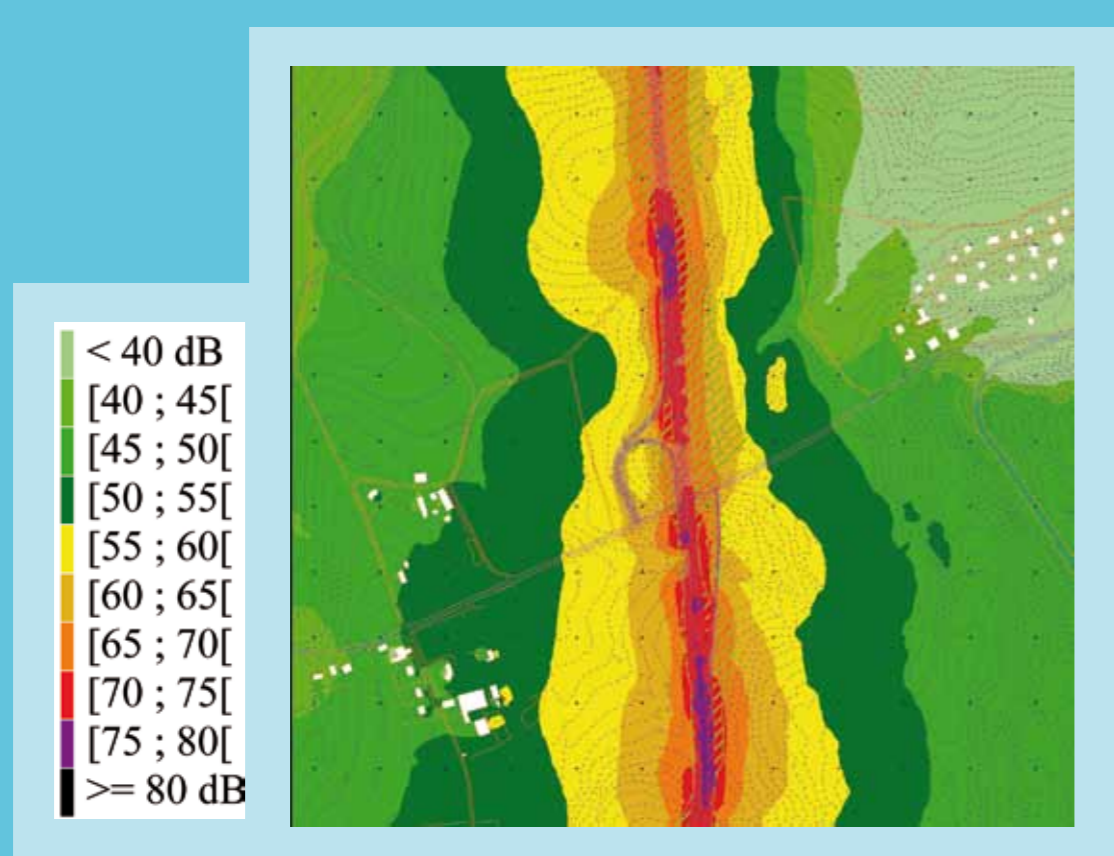 < 40 dB
[40 ; 45[
[45 ; 50[
[50 ; 55[
[55 ; 60[
[60 ; 65[
[65 ; 70[
[70 ; 75[
[75 ; 80[
>= 80 dB